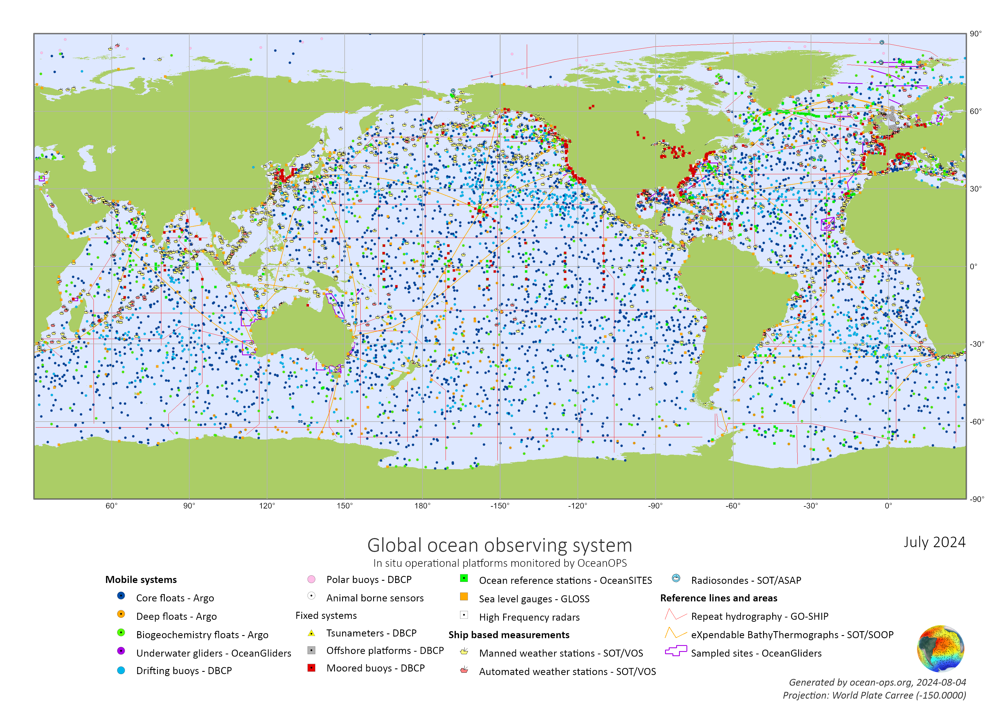 90°
60°
30°
0°
-30°
-60°
-90°
60°
90°
120°
150°
180°
-150°
-120°
-90°
-60°
-30°
0°
Global ocean observing system
July 2024
In situ operational platforms monitored by OceanOPS
Mobile systems
Core floats - Argo
Deep floats - Argo
Biogeochemistry floats - Argo
Underwater gliders - OceanGliders
Drifting buoys - DBCP
Polar buoys - DBCP
Animal borne sensors
Fixed systems
Tsunameters - DBCP
Offshore platforms - DBCP
Moored buoys - DBCP
Ocean reference stations - OceanSITES
Sea level gauges - GLOSS
High Frequency radars
Ship based measurements
Manned weather stations - SOT/VOS
Automated weather stations - SOT/VOS
Radiosondes - SOT/ASAP
Reference lines and areas
Repeat hydrography - GO-SHIP
eXpendable BathyThermographs - SOT/SOOP
Sampled sites - OceanGliders
Generated by ocean-ops.org, 2024-08-04
Projection: World Plate Carree (-150.0000)